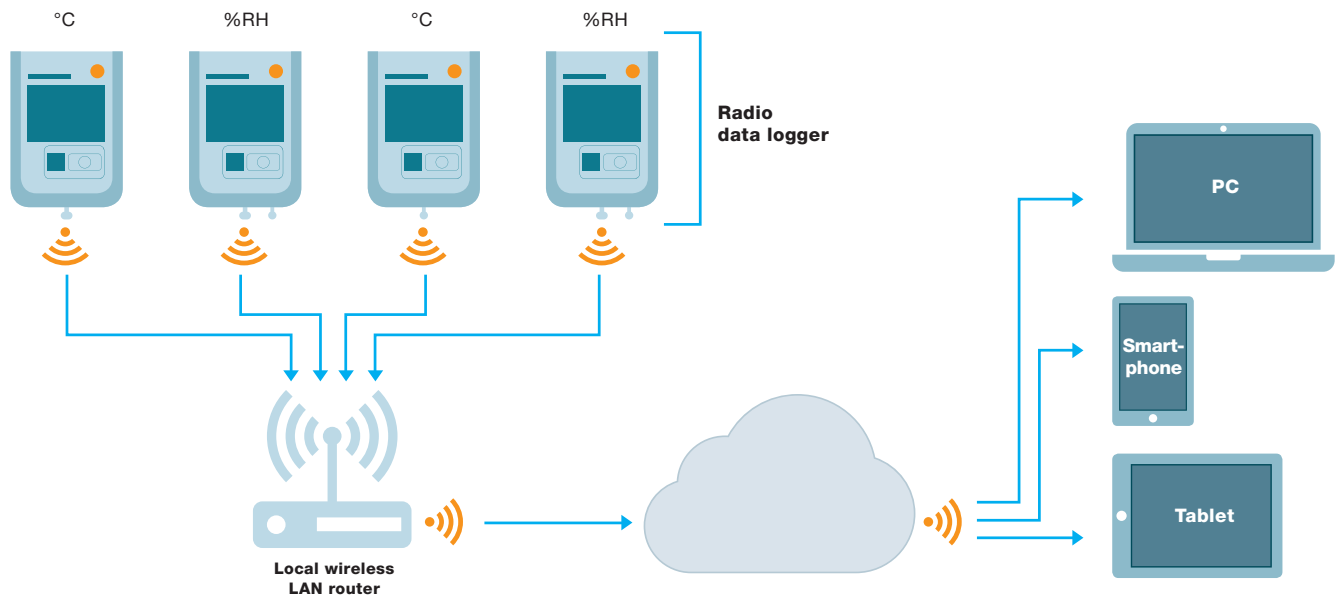 °C
%RH
°C
%RH
Radio
data logger
PC
Smart-
phone
Tablet
Local wireless
LAN router